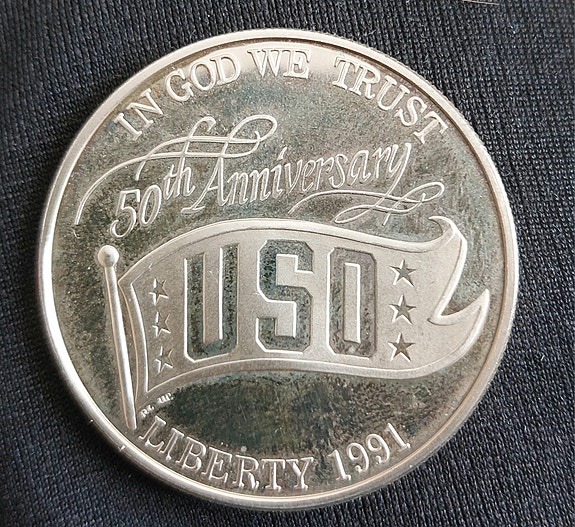 IN GOD WE TRUST
50th Anniversary
USO
LIBERTY 1991